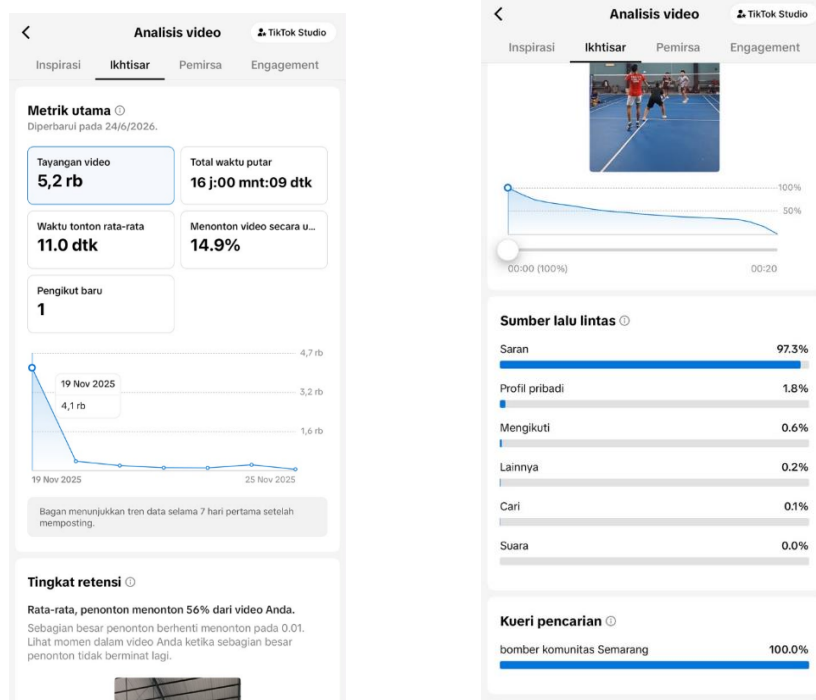 Analisis video
TikTok Studio
Inspirasi Ikhtisar Pemirsa Engagement
Metrik utama
Diperbarui pada 24/6/2026.
Tayangan video
5,2 rb
Total waktu putar
16 j:00 mnt:09 dtk
Waktu tonton rata-rata
11.0 dtk
Menonton video secara u...
14.9%
Pengikut baru
1
4,7 rb
19 Nov 2025
4,1 rb
3,2 rb
1,6 rb
19 Nov 2025 25 Nov 2025
Bagan menunjukkan tren data selama 7 hari pertama setelah
memposting.
Tingkat retensi
Rata-rata, penonton menonton 56% dari video Anda.
Sebagian besar penonton berhenti menonton pada 0.01.
Lihat momen dalam video Anda ketika sebagian besar
penonton tidak berminat lagi.
Analisis video
TikTok Studio
Inspirasi Ikhtisar Pemirsa Engagement
100%
50%
00:00 (100%) 00:20
Sumber lalu lintas
Saran 97.3%
Profil pribadi 1.8%
Mengikuti 0.6%
Lainnya 0.2%
Cari 0.1%
Suara 0.0%
Kueri pencarian
bomber komunitas Semarang 100.0%